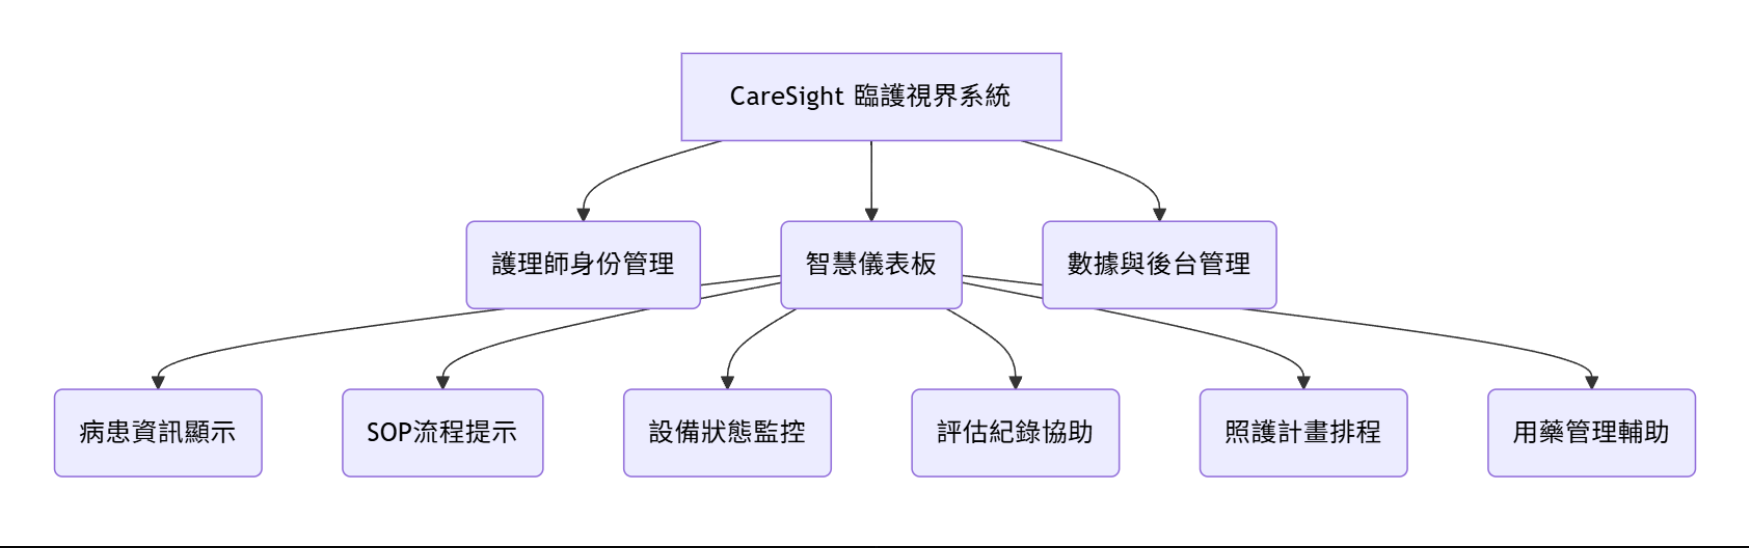 CareSight 臨護視界系統
護理師身份管理
智慧儀表板
數據與後台管理
病患資訊顯示
SOP流程提示
設備狀態監控
評估紀錄協助
照護計畫排程
用藥管理輔助